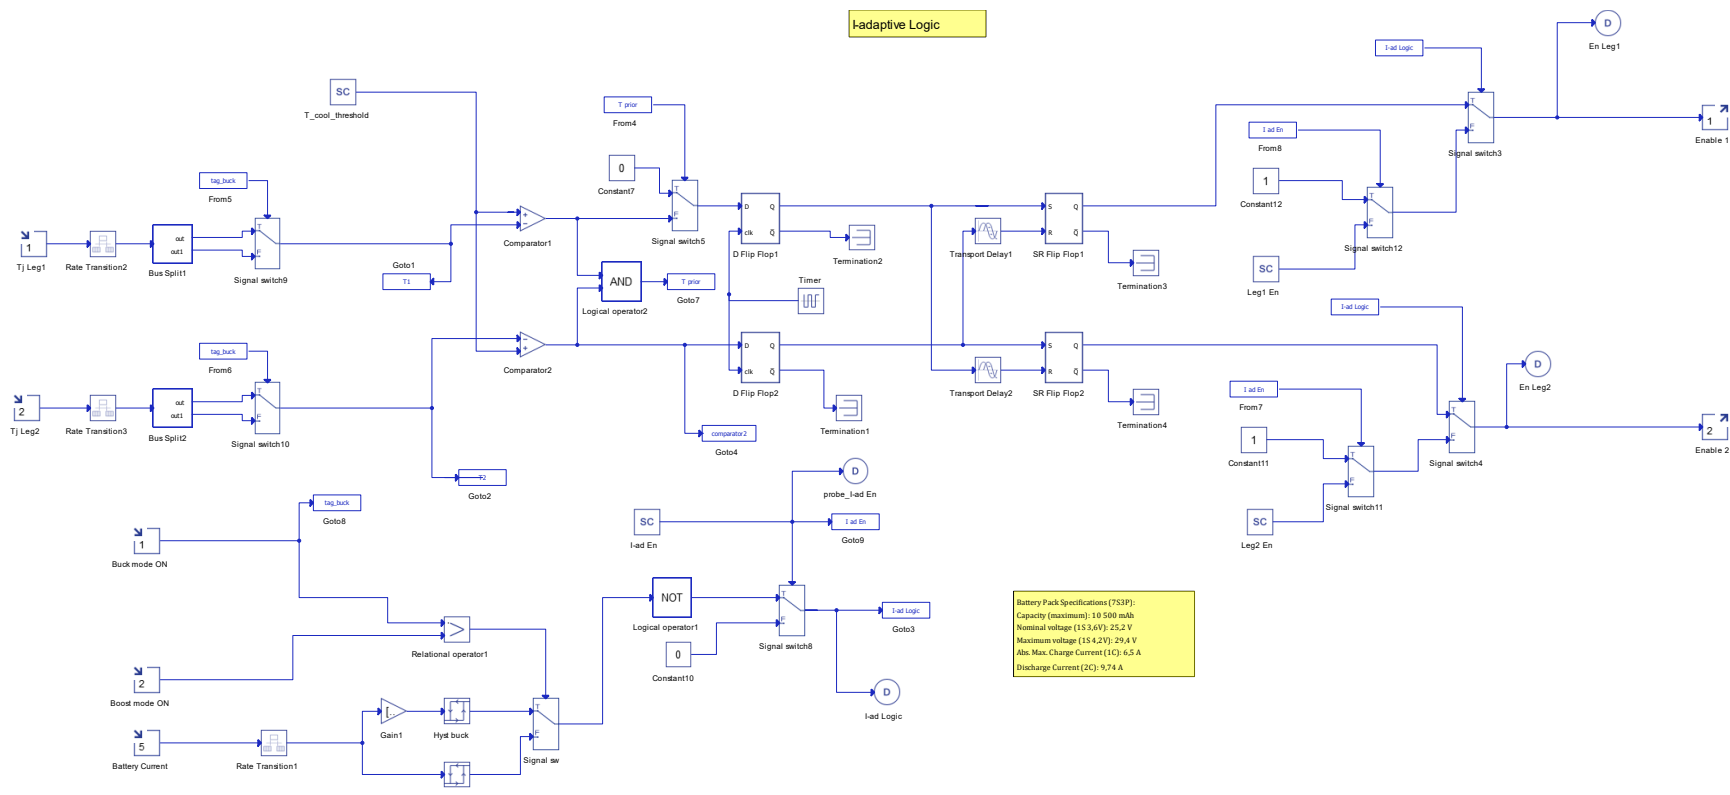 I-adaptive Logic
D
En Leg1
I-ad Logic
SC
T_cool_threshold
T prior
From4
T
F
Signal switch3
1
Enable 1
I ad En
From8
0
Constant7
T
F
Signal switch5
1
Constant12
T
F
Signal switch12
tag_buck
From5
T
F
Signal switch9
1
Tj Leg1
Rate Transition2
out
out1
Bus Split1
Goto1
T1
+
−
Comparator1
D
Q
clk
Q̄
D Flip Flop1
Termination2
Transport Delay1
S
Q
R
Q̄
SR Flip Flop1
Termination3
SC
Leg1 En
AND
Logical operator2
T prior
Goto7
Timer
I-ad Logic
tag_buck
From6
T
F
Signal switch10
2
Tj Leg2
Rate Transition3
out
out1
Bus Split2
−
+
Comparator2
D
Q
clk
Q̄
D Flip Flop2
Termination1
Transport Delay2
S
Q
R
Q̄
SR Flip Flop2
Termination4
D
En Leg2
I ad En
From7
T
F
Signal switch4
2
Enable 2
1
Constant11
T
F
Signal switch11
SC
Leg2 En
comparator2
Goto4
T2
Goto2
D
probe_I-ad En
tag_buck
Goto8
SC
I-ad En
I ad En
Goto9
1
Buck mode ON
NOT
Logical operator1
T
F
Signal switch8
I-ad Logic
Goto3
0
Constant10
D
I-ad Logic
>
Relational operator1
2
Boost mode ON
Gain1
Hyst buck
T
F
Signal sw
5
Battery Current
Rate Transition1
Battery Pack Specifications (7S3P):
Capacity (maximum): 10 500 mAh
Nominal voltage (1S 3,6V): 25,2 V
Maximum voltage (1S 4,2V): 29,4 V
Abs. Max. Charge Current (1C): 6,5 A
Discharge Current (2C): 9,74 A